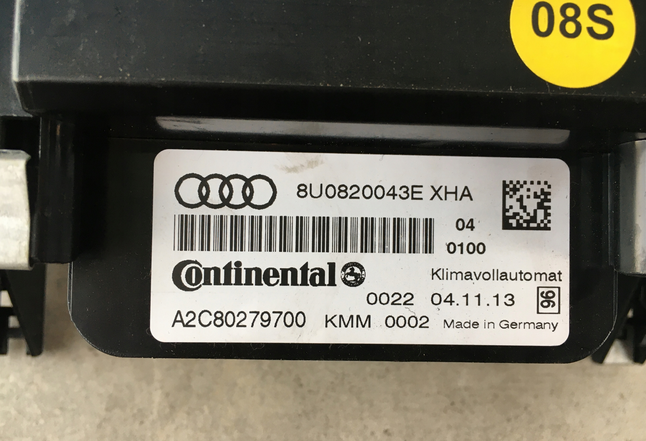 08S
8U0820043E XHA
04
0100
Continental
Klimavollautomat
0022 04.11.13 96
A2C80279700 KMM 0002 Made in Germany